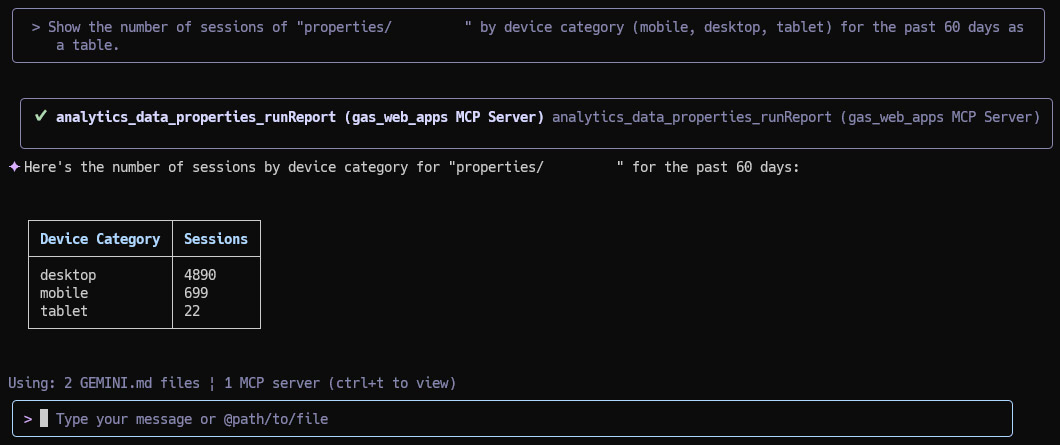 > Show the number of sessions of "properties/ " by device category (mobile, desktop, tablet) for the past 60 days as
a table.
✓ analytics_data_properties_runReport (gas_web_apps MCP Server) analytics_data_properties_runReport (gas_web_apps MCP Server)
✦ Here's the number of sessions by device category for "properties/ " for the past 60 days:
Device Category Sessions
desktop 4890
mobile 699
tablet 22
Using: 2 GEMINI.md files ¦ 1 MCP server (ctrl+t to view)
> Type your message or @path/to/file